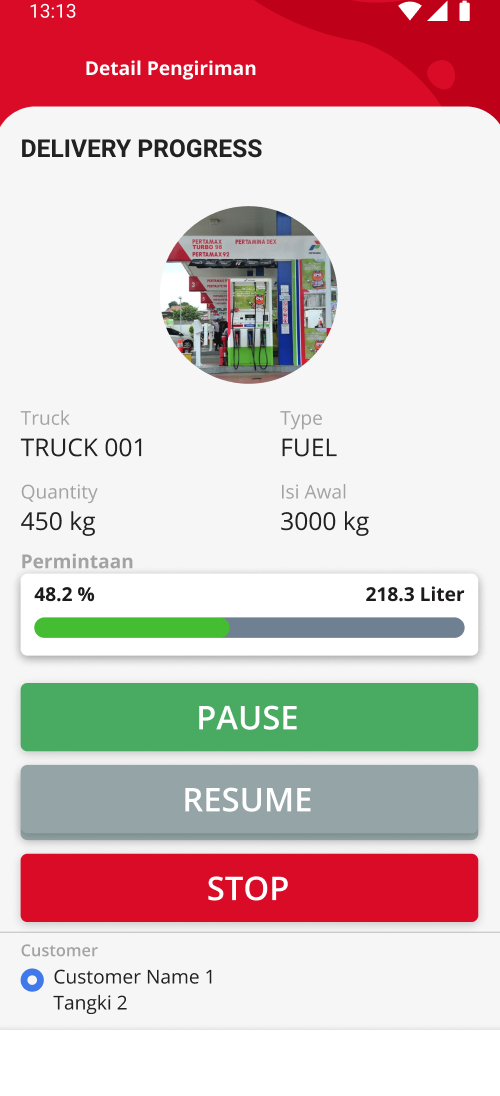 13:13
Detail Pengiriman
DELIVERY PROGRESS
PERTAMAX
TURBO 98
PERTAMAX 92
PERTAMINA DEX
Truck
TRUCK 001
Type
FUEL
Quantity
450 kg
Isi Awal
3000 kg
Permintaan
48.2 %
218.3 Liter
PAUSE
RESUME
STOP
Customer
Customer Name 1
Tangki 2